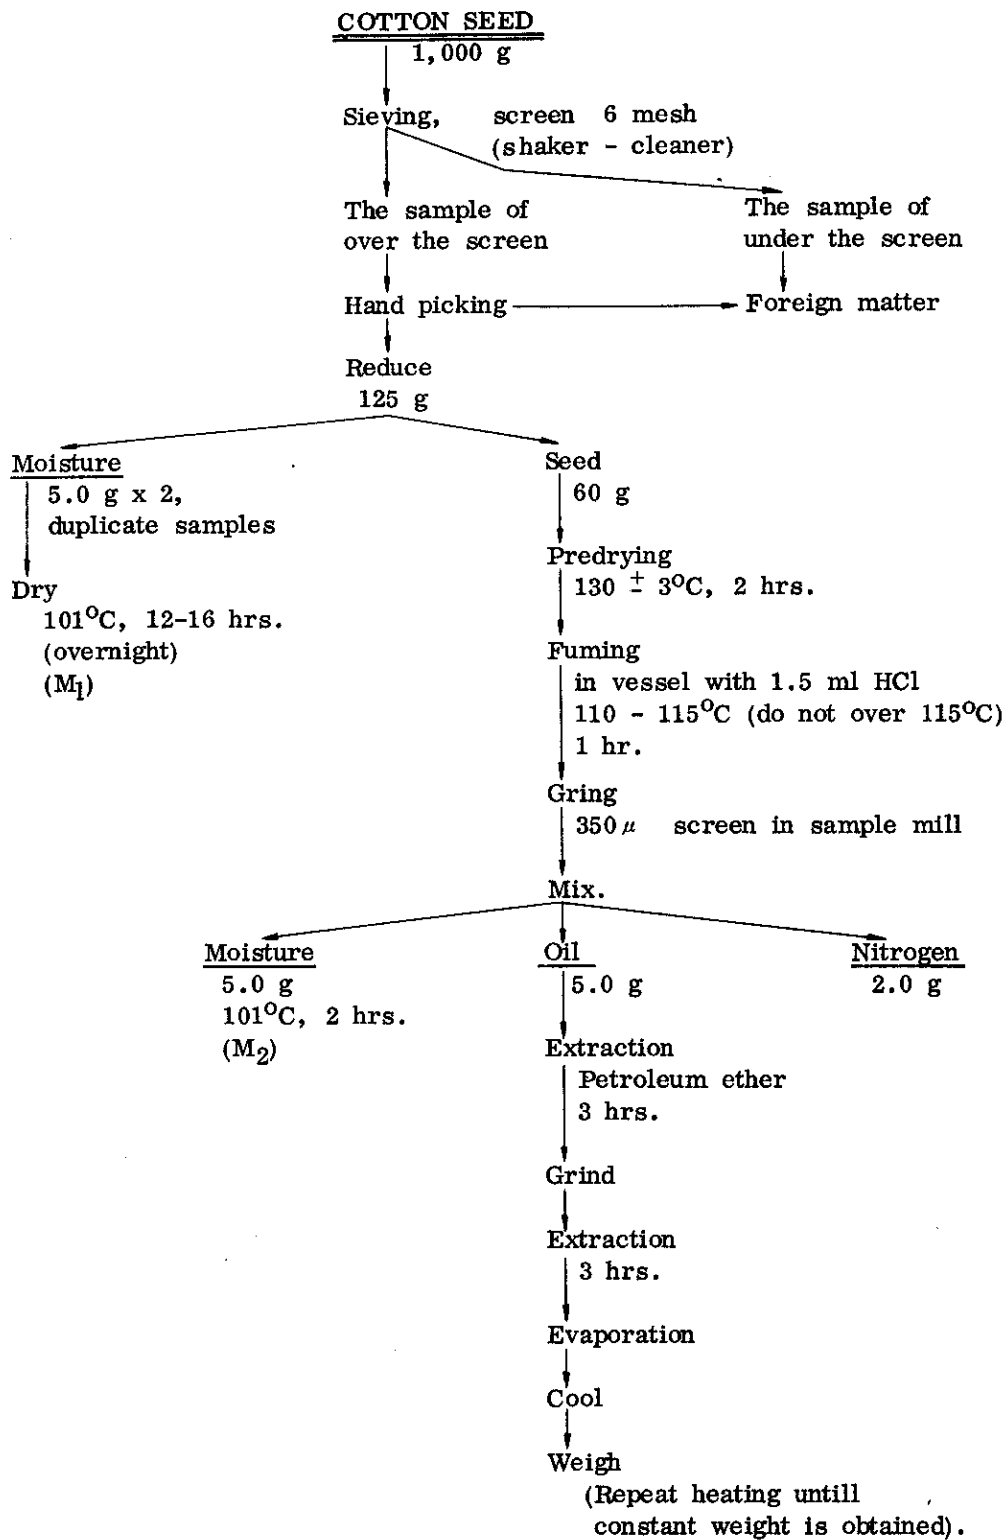 COTTON SEED
1,000 g
Sieving, screen 6 mesh
(shaker - cleaner)
The sample of
over the screen
The sample of
under the screen
Hand picking
Foreign matter
Reduce
125 g
Moisture
5.0 g x 2,
duplicate samples
Dry
101°C, 12-16 hrs.
(overnight)
(M1)
Seed
60 g
Predrying
130 ± 3°C, 2 hrs.
Fuming
in vessel with 1.5 ml HCl
110 - 115°C (do not over 115°C)
1 hr.
Gring
350 μ screen in sample mill
Mix.
Moisture
5.0 g
101°C, 2 hrs.
(M2)
Oil
5.0 g
Nitrogen
2.0 g
Extraction
Petroleum ether
3 hrs.
Grind
Extraction
3 hrs.
Evaporation
Cool
Weigh
(Repeat heating untill
constant weight is obtained).